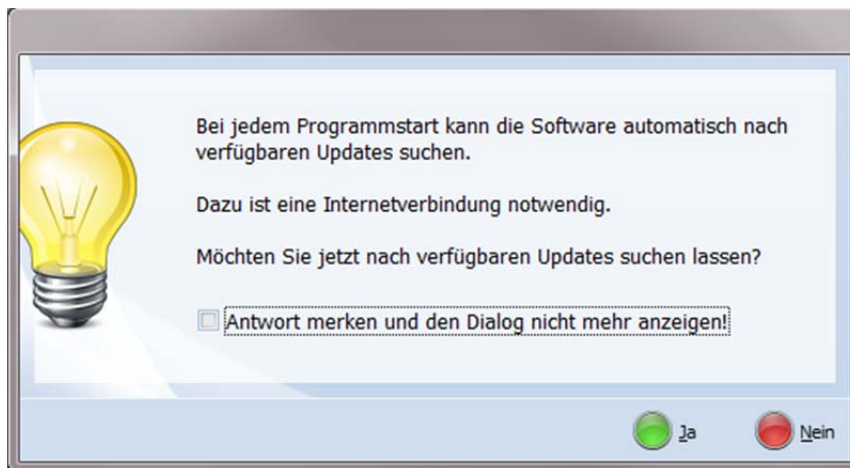 Bei jedem Programmstart kann die Software automatisch nach
verfügbaren Updates suchen.
Dazu ist eine Internetverbindung notwendig.
Möchten Sie jetzt nach verfügbaren Updates suchen lassen?
Antwort merken und den Dialog nicht mehr anzeigen!
Ja Nein